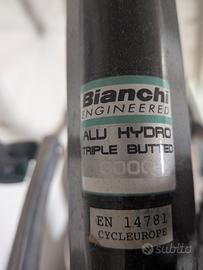 Bianchi
ENGINEERED
ALU HYDRO
TRIPLE BUTTED
EN 14781
CYCLEUROPE
subito